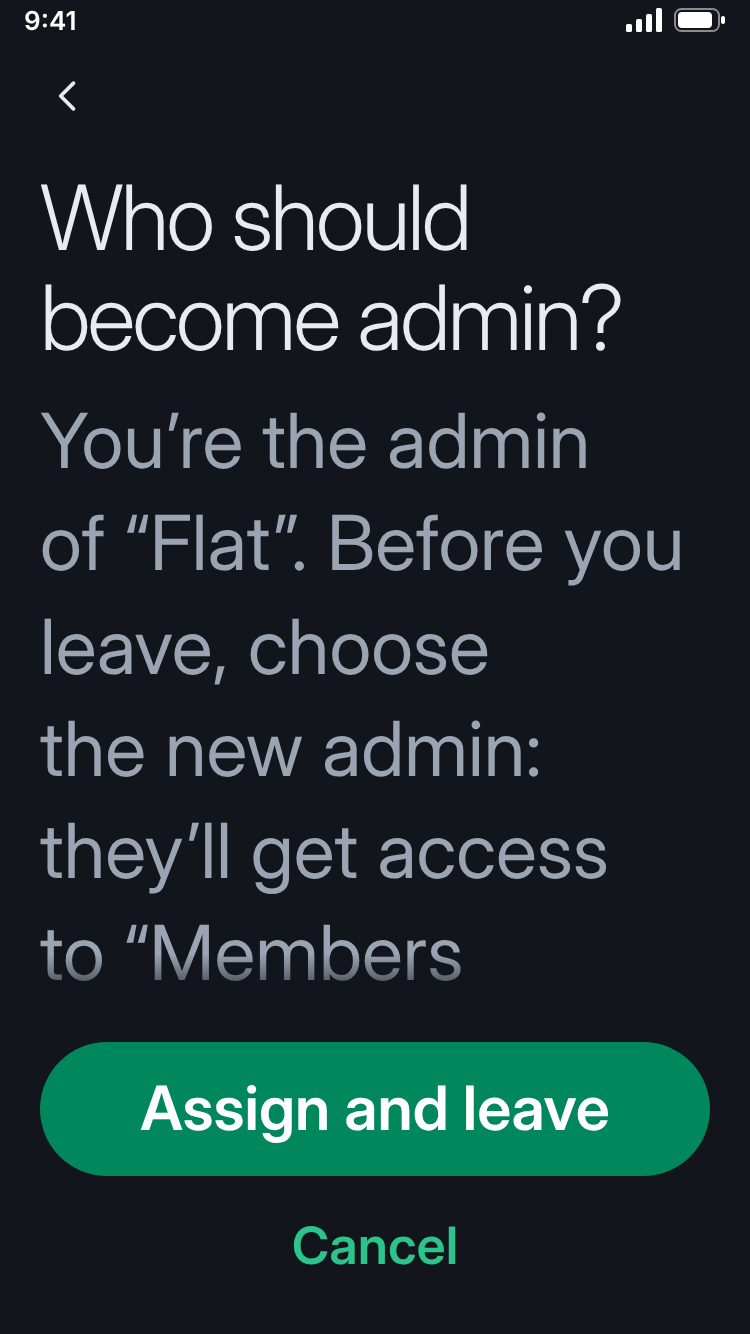 9:41
Who should
become admin?
You’re the admin
of “Flat”. Before you
leave, choose
the new admin:
they’ll get access
to “Members
Assign and leave
Cancel